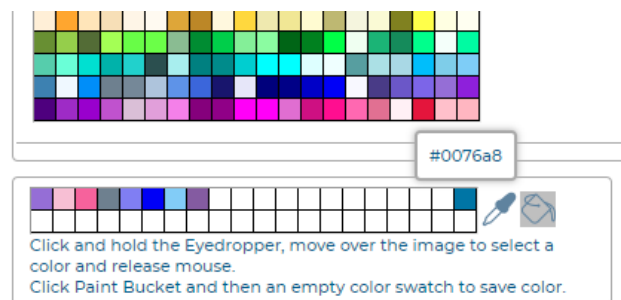 #0076a8
Click and hold the Eyedropper, move over the image to select a
color and release mouse.
Click Paint Bucket and then an empty color swatch to save color.